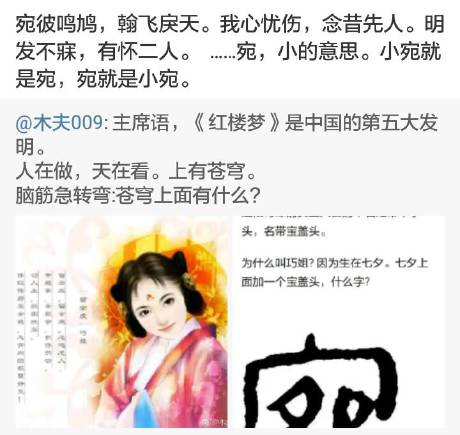 宛彼鸣鸠，翰飞戾天。我心忧伤，念昔先人。明
发不寐，有怀二人。 ......宛，小的意思。小宛就
是宛，宛就是小宛。
@木夫009: 主席语，《红楼梦》是中国的第五大发
明。
人在做，天在看。上有苍穹。
脑筋急转弯:苍穹上面有什么？
头，名带宝盖头。
为什么叫巧姐？因为生在七夕。七夕上
面加一个宝盖头，什么字？